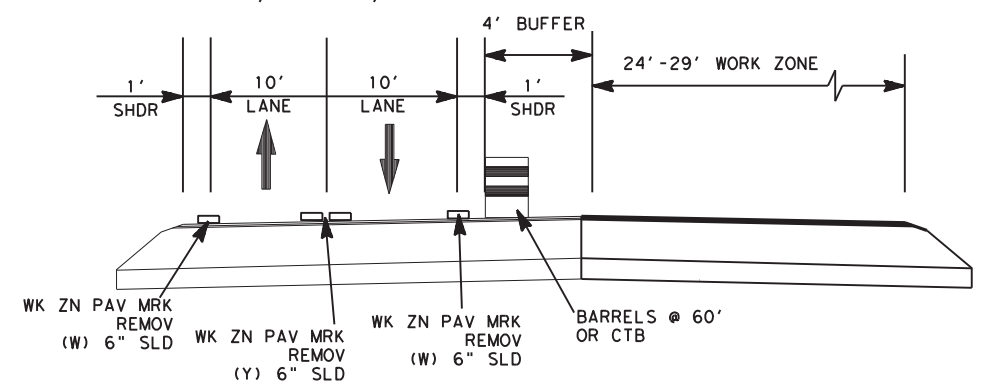 4' BUFFER
24'-29' WORK ZONE
1'
SHDR
10'
LANE
10'
LANE
1'
SHDR
WK ZN PAV MRK
REMOV
(W) 6" SLD
WK ZN PAV MRK
REMOV
(Y) 6" SLD
WK ZN PAV MRK
REMOV
(W) 6" SLD
BARRELS @ 60'
OR CTB